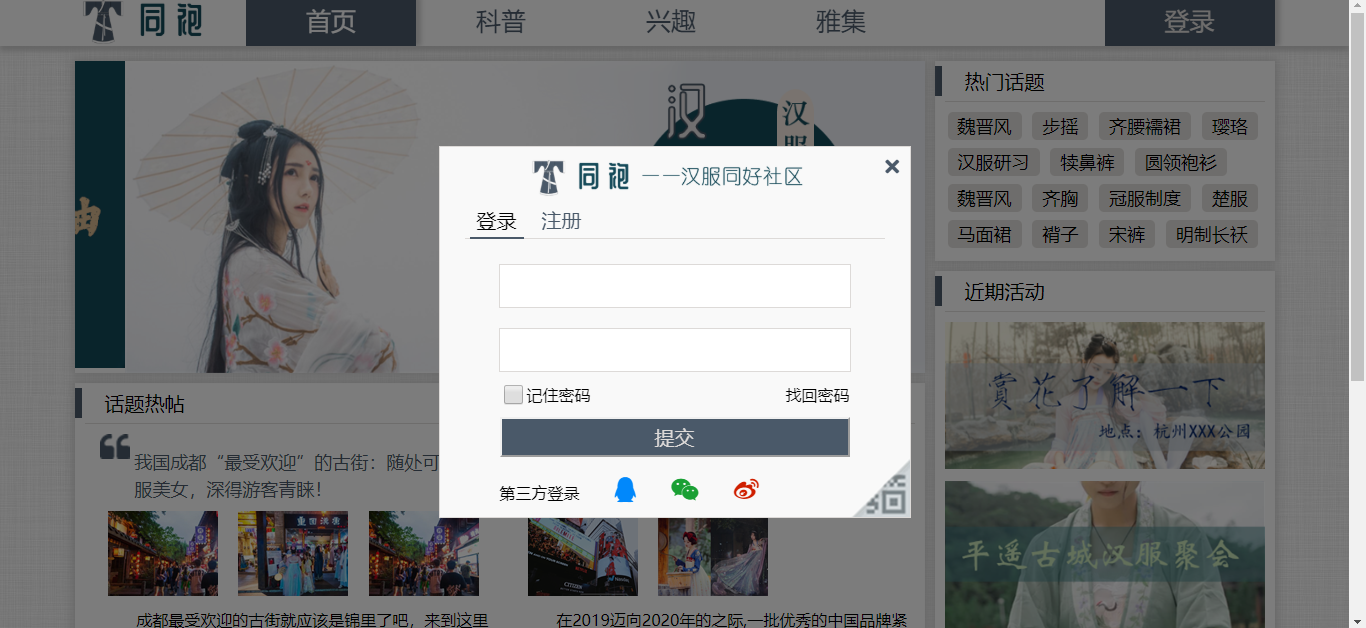 同袍
首页
科普
兴趣
雅集
登录
汉
汉服
油
同袍
——汉服同好社区
登录
注册
记住密码
找回密码
提交
第三方登录
热门话题
魏晋风 步摇 齐腰襦裙 璎珞
汉服研习 犊鼻裤 圆领袍衫
魏晋风 齐胸 冠服制度 楚服
马面裙 褙子 宋裤 明制长袄
近期活动
赏花了解一下
地点：杭州XXX公园
平遥古城汉服聚会
话题热帖
我国成都“最受欢迎”的古街：随处可
服美女，深得游客青睐！
成都最受欢迎的古街就应该是锦里了吧，来到这里
在2019迈向2020年的之际,一批优秀的中国品牌紧